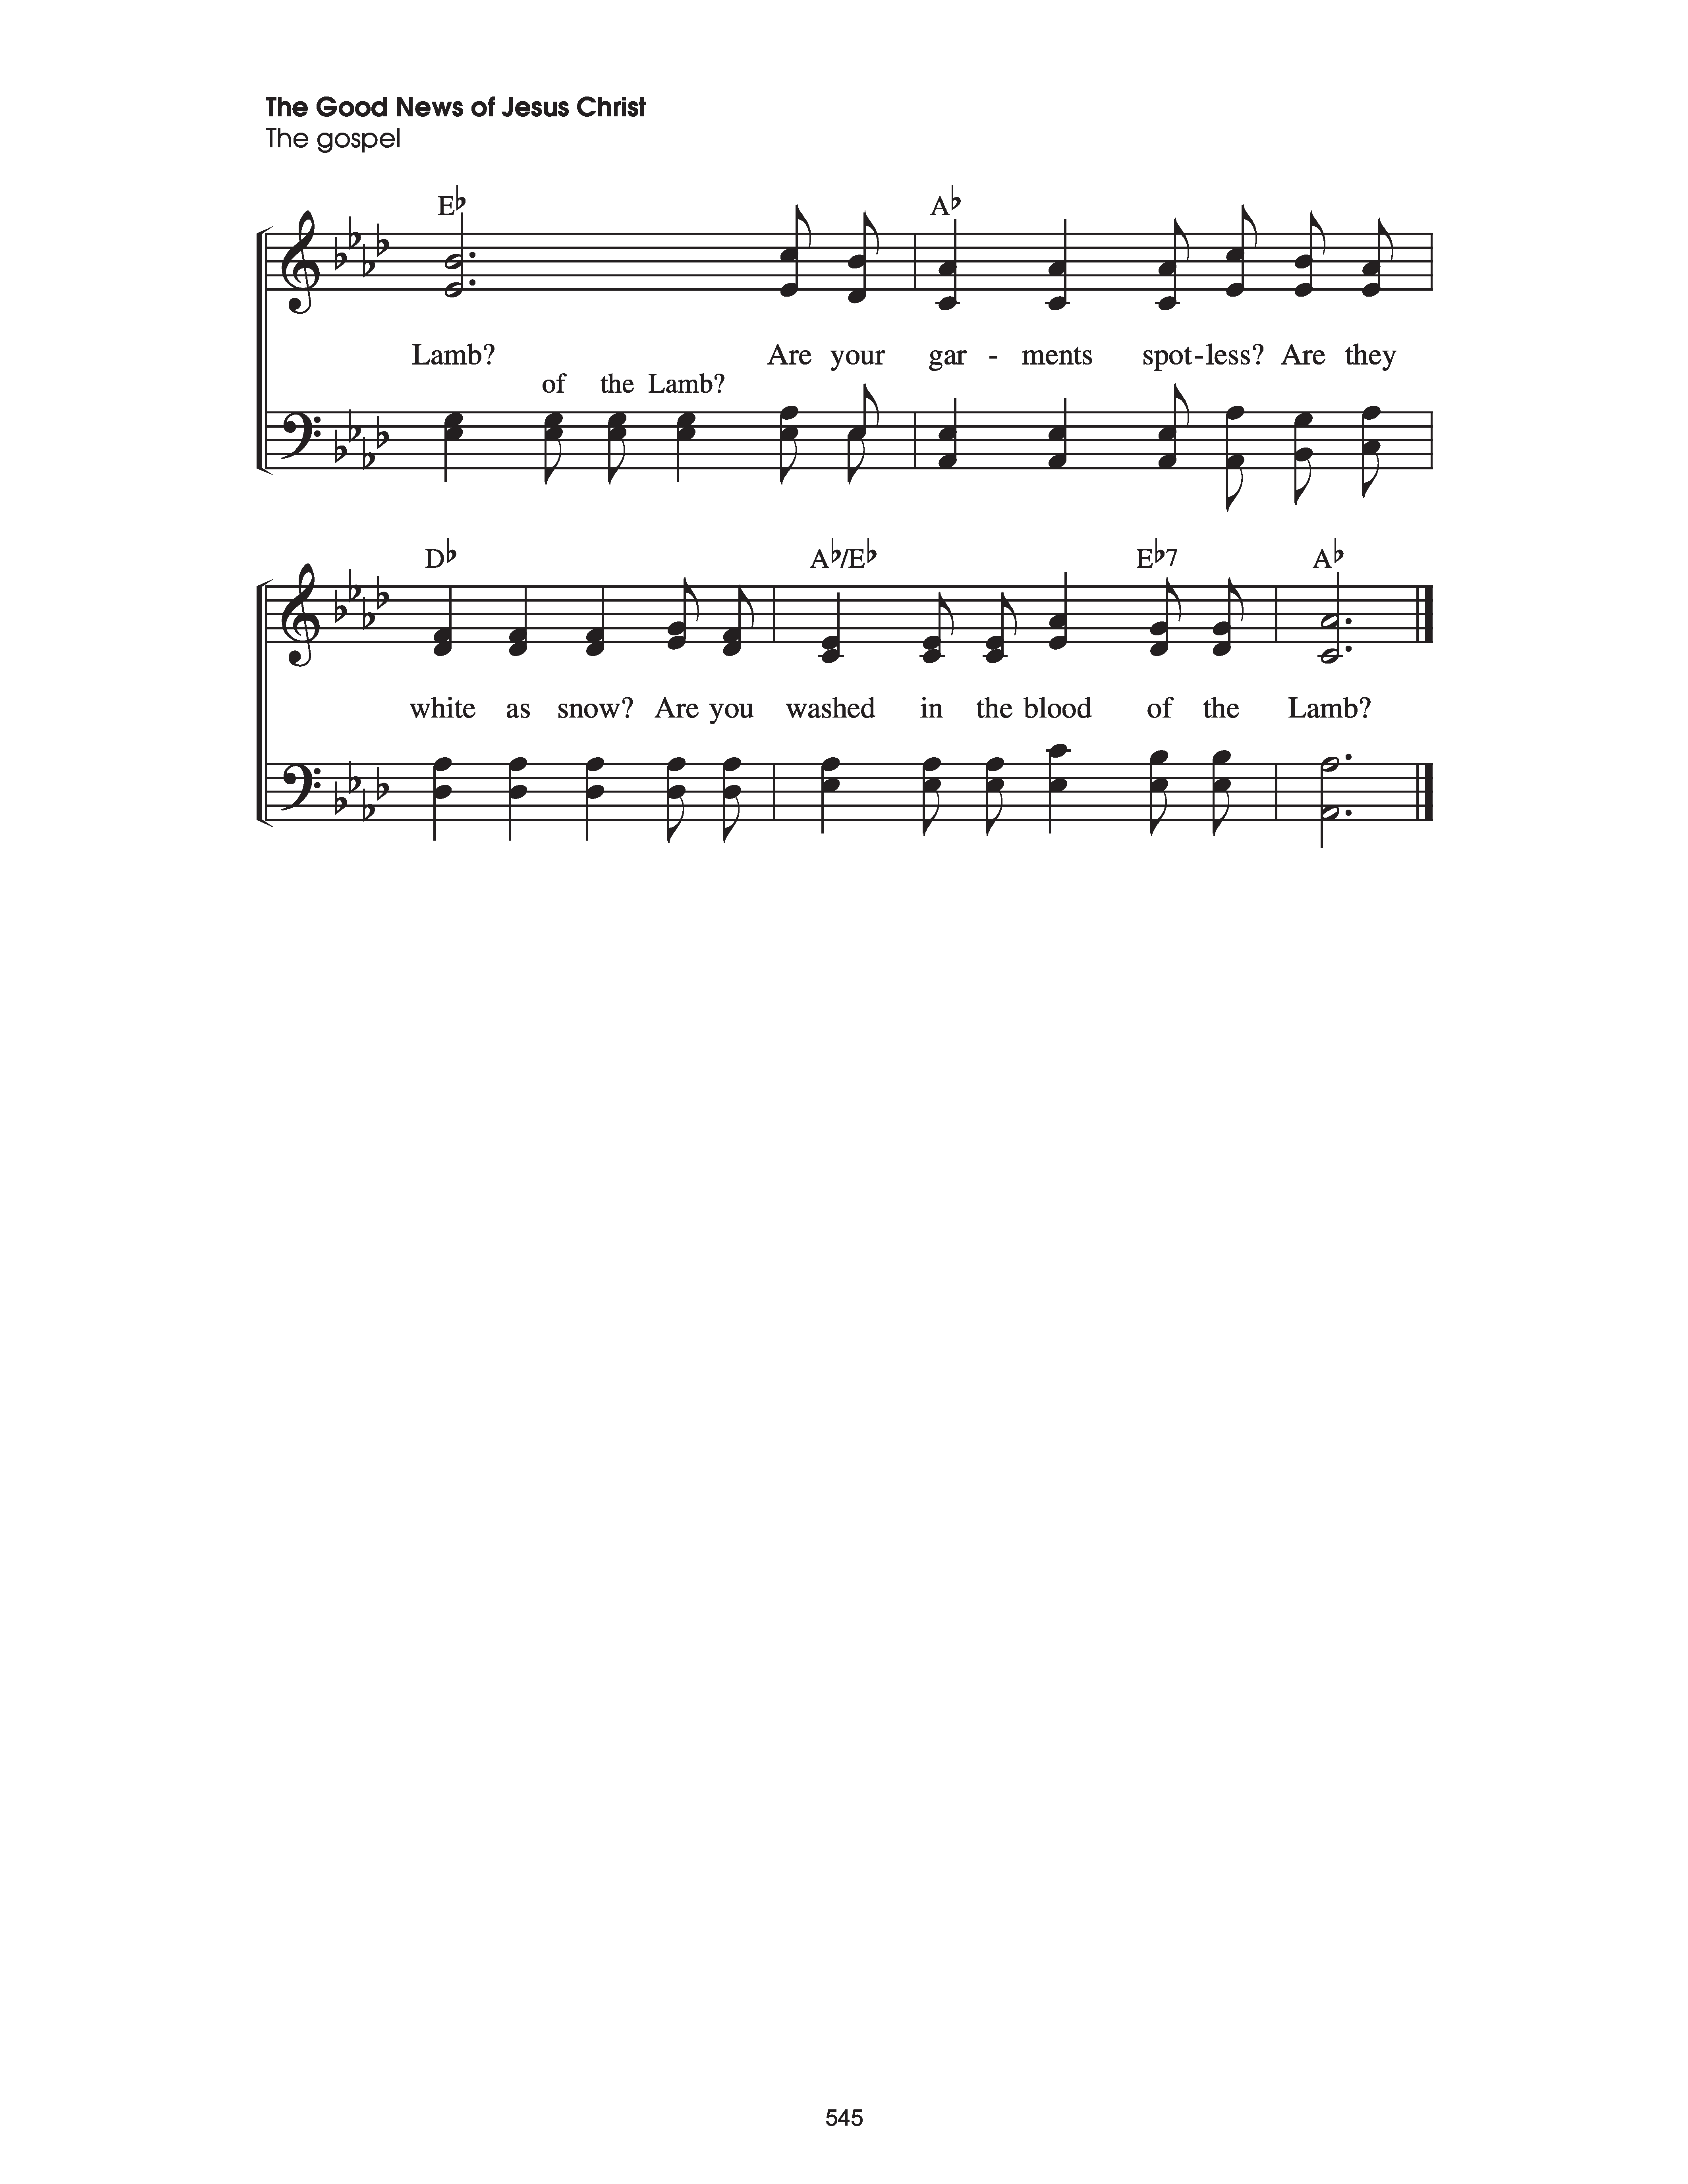 The Good News of Jesus Christ
The gospel
E♭ A♭
Lamb? Are your gar - ments spot-less? Are they
of the Lamb?
D♭ A♭/E♭ E♭7 A♭
white as snow? Are you washed in the blood of the Lamb?
545